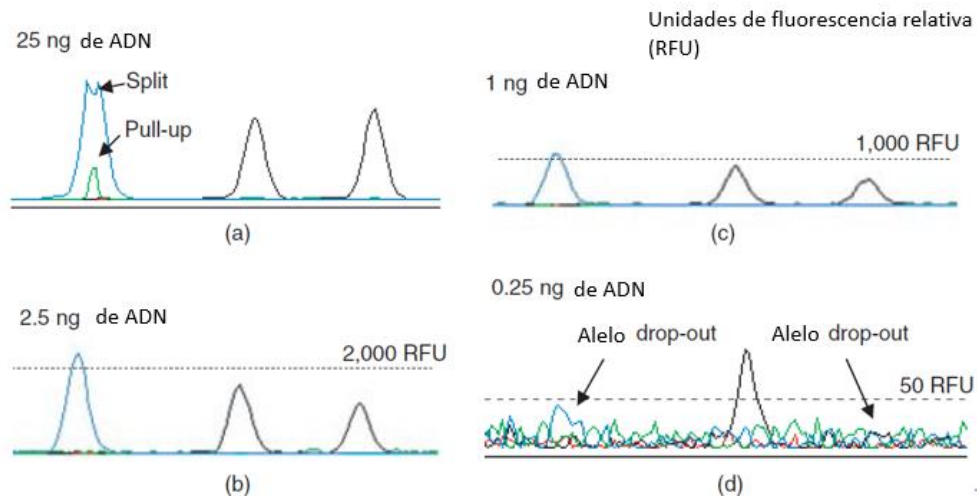 25 ng de ADN
Split
Pull-up
(a)
2.5 ng de ADN
2,000 RFU
(b)
Unidades de fluorescencia relativa
(RFU)
1 ng de ADN
1,000 RFU
(c)
0.25 ng de ADN
Alelo drop-out
Alelo drop-out
50 RFU
(d)